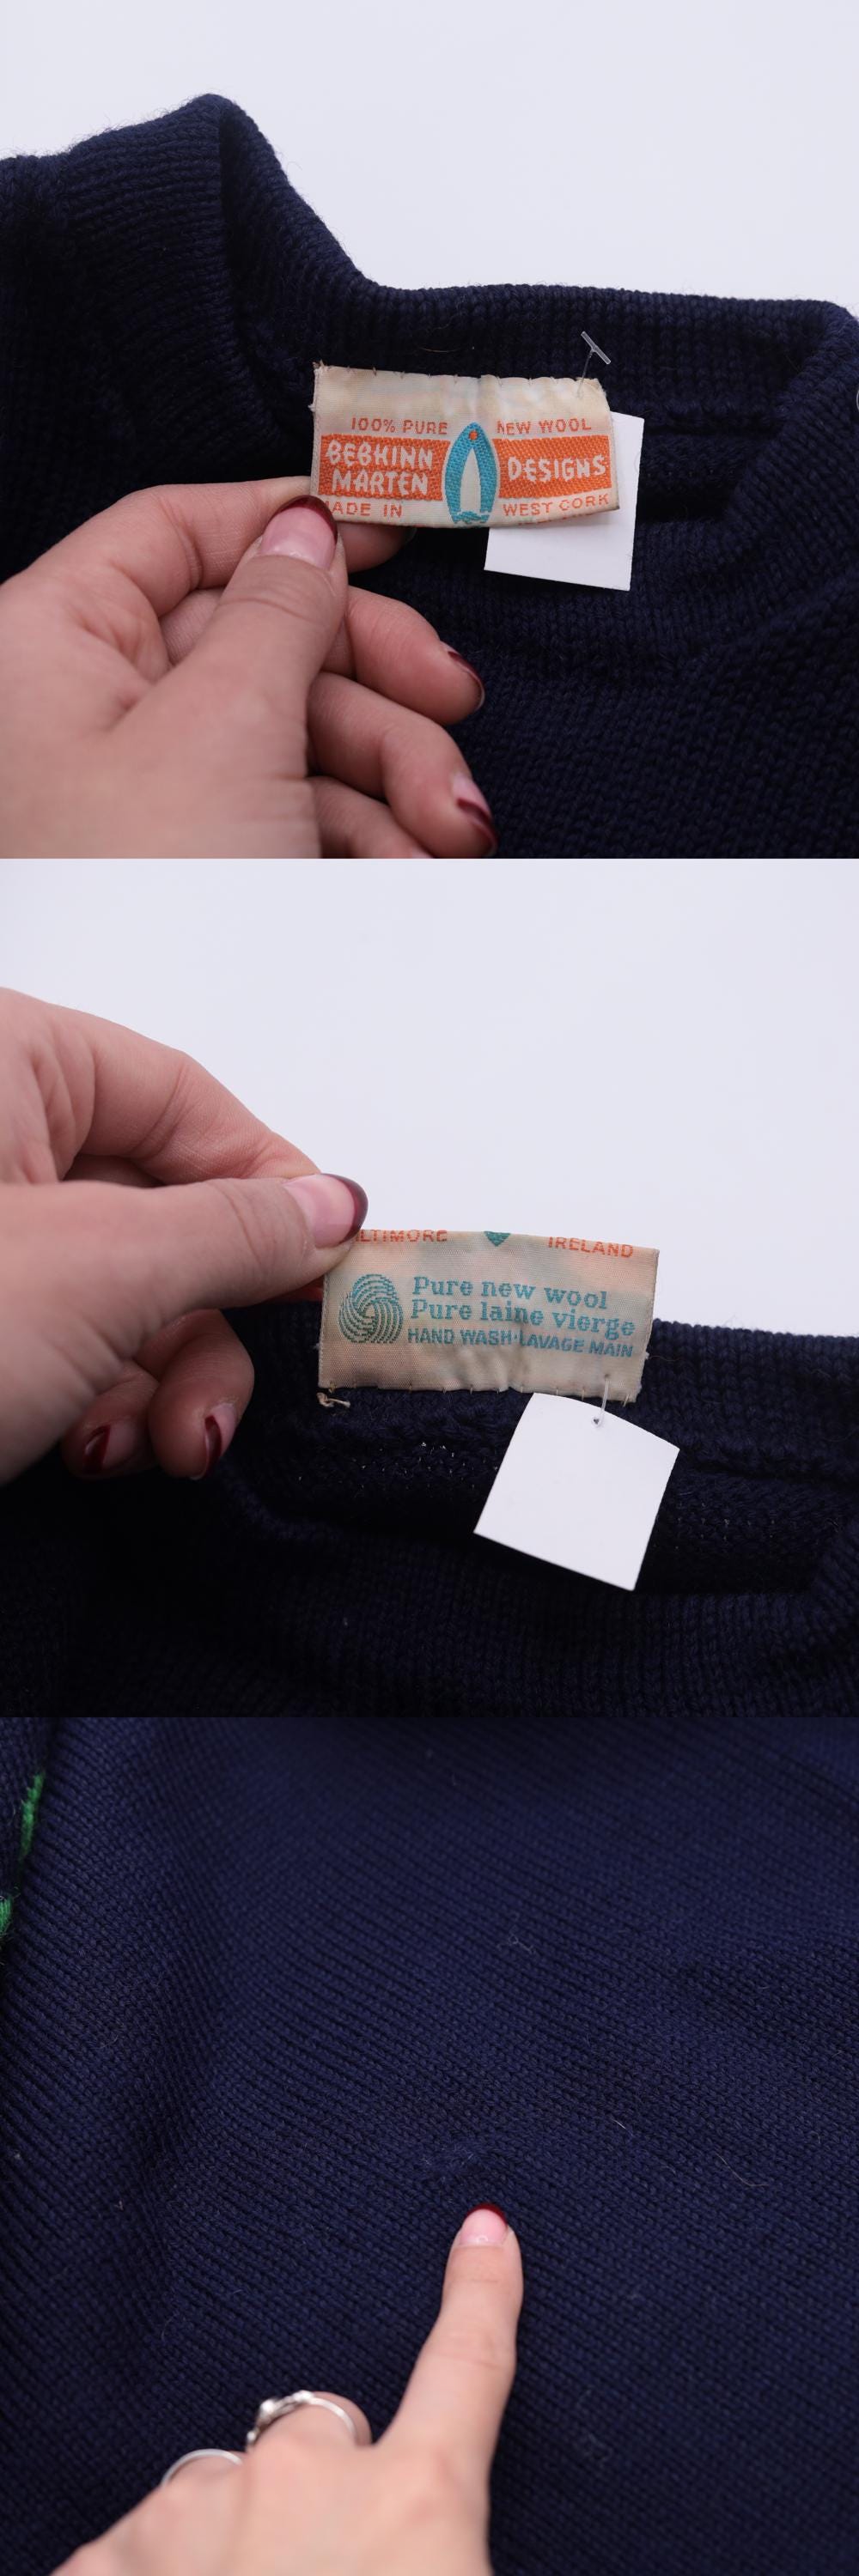 100% PURE NEW WOOL
BEBHINN MARTEN DESIGNS
MADE IN WEST CORK
LTIMORE IRELAND
Pure new wool
Pure laine vierge
HAND WASH·LAVAGE MAIN